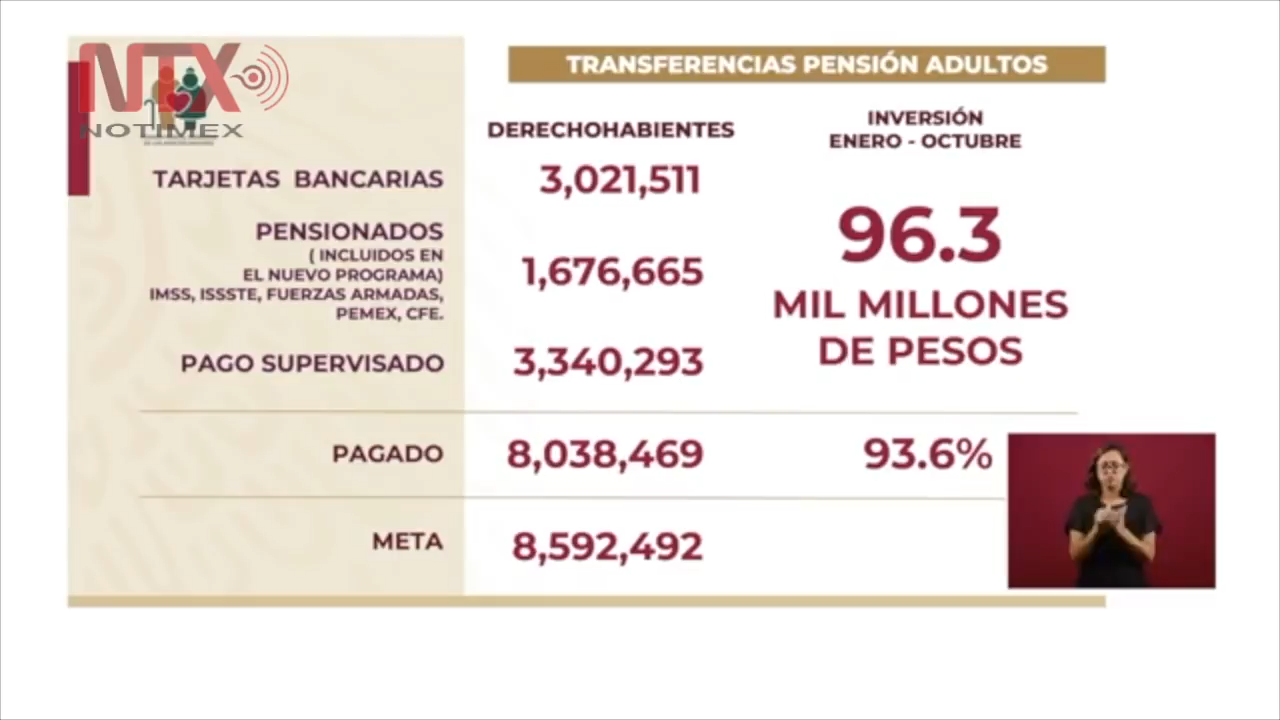 NTX
NOTIMEX
TRANSFERENCIAS PENSIÓN ADULTOS
DERECHOHABIENTES
INVERSIÓN
ENERO - OCTUBRE
TARJETAS BANCARIAS
3,021,511
PENSIONADOS
( INCLUIDOS EN
EL NUEVO PROGRAMA)
IMSS, ISSSTE, FUERZAS ARMADAS,
PEMEX, CFE.
1,676,665
96.3
MIL MILLONES
DE PESOS
PAGO SUPERVISADO
3,340,293
PAGADO
8,038,469
93.6%
META
8,592,492